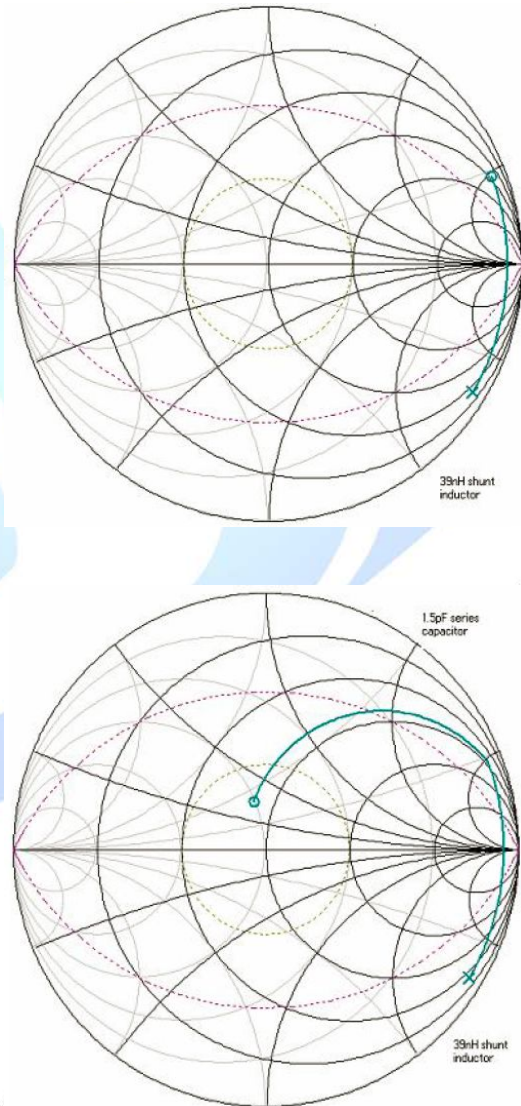 39nH shunt
inductor
1.5pF series
capacitor
39nH shunt
inductor